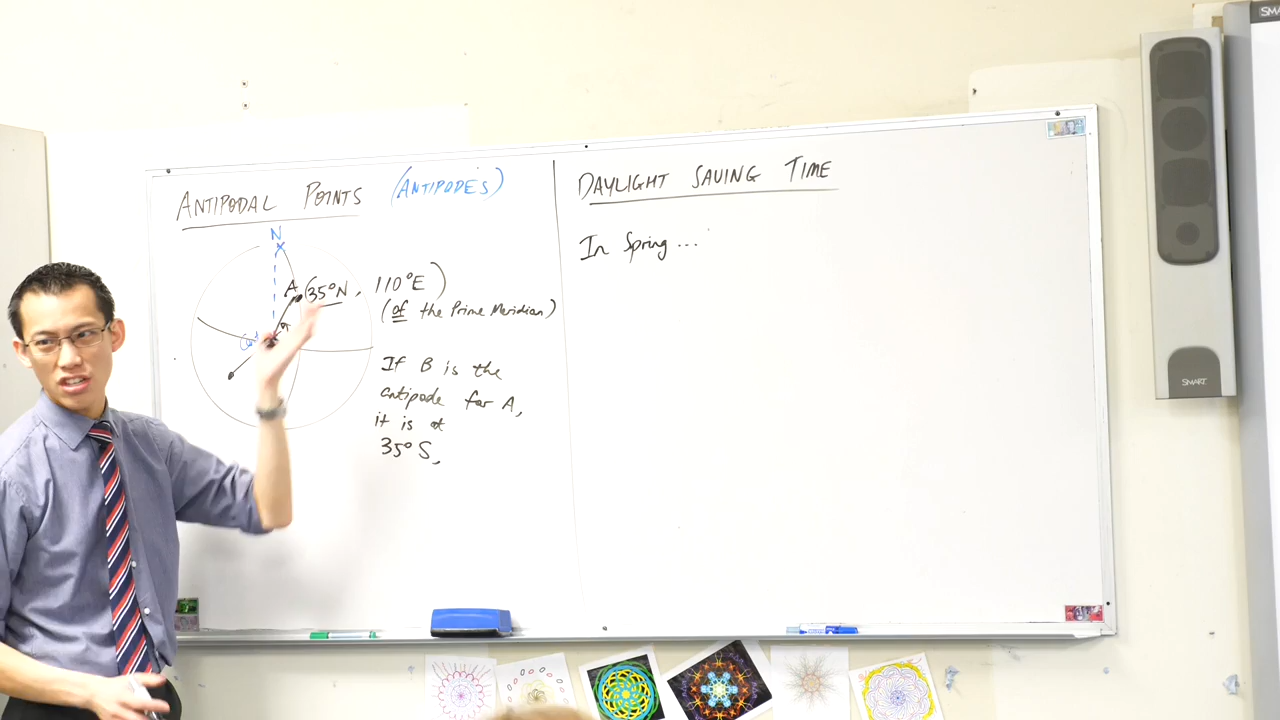 ANTIPODAL POINTS (ANTIPODES)
N
A (35°N, 110°E)
(of the Prime Meridian)
If B is the
antipode for A,
it is at
35°S,
DAYLIGHT SAVING TIME
In Spring ...
SMART